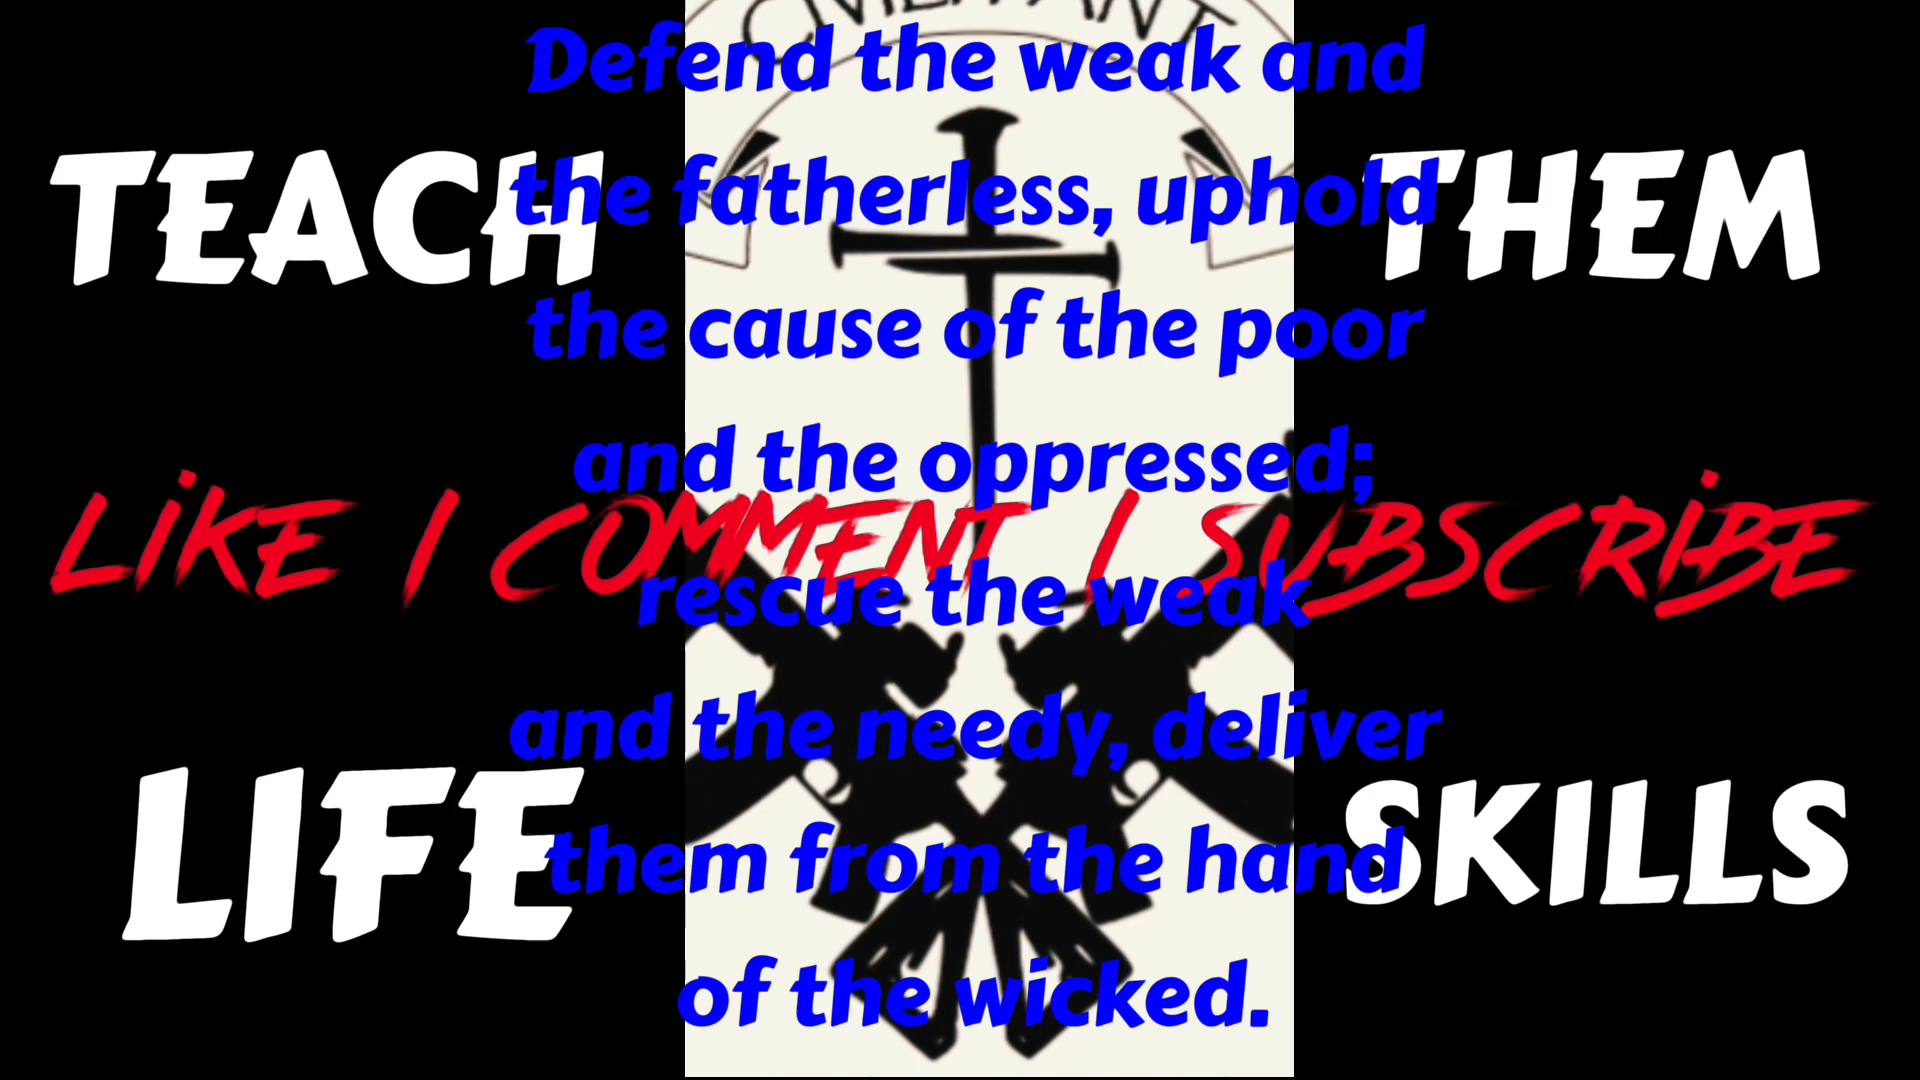 Defend the weak and
TEACH THEM
the fatherless, uphold
the cause of the poor
and the oppressed;
LIKE | COMMENT | SUBSCRIBE
rescue the weak
and the needy, deliver
LIFE SKILLS
them from the hand
of the wicked.